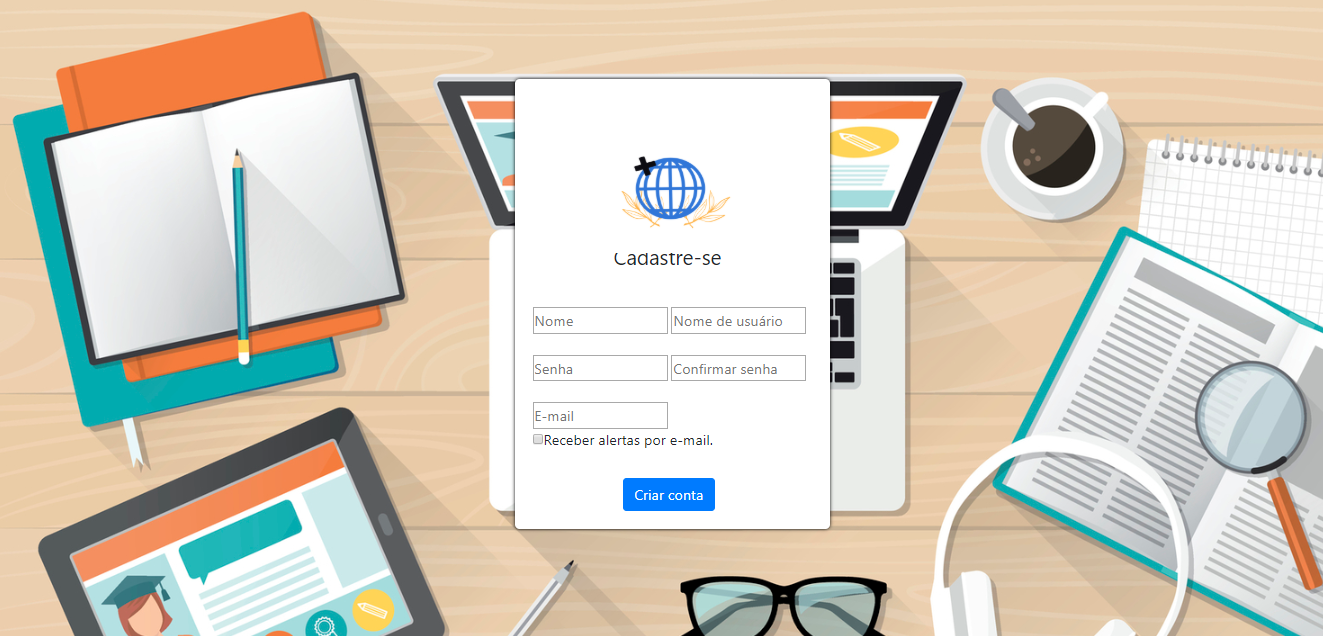 Cadastre-se
Nome Nome de usuário
Senha Confirmar senha
E-mail
Receber alertas por e-mail.
Criar conta